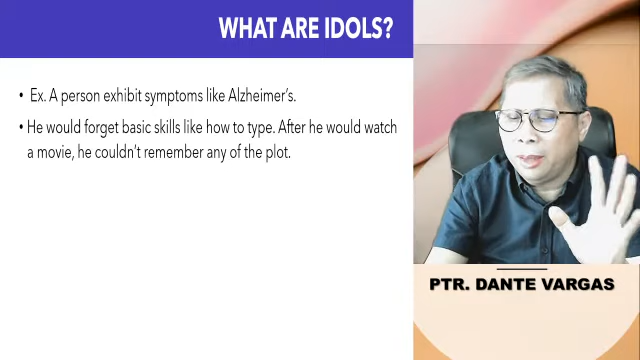 WHAT ARE IDOLS?
• Ex. A person exhibit symptoms like Alzheimer's.
• He would forget basic skills like how to type. After he would watch
a movie, he couldn't remember any of the plot.
PTR. DANTE VARGAS